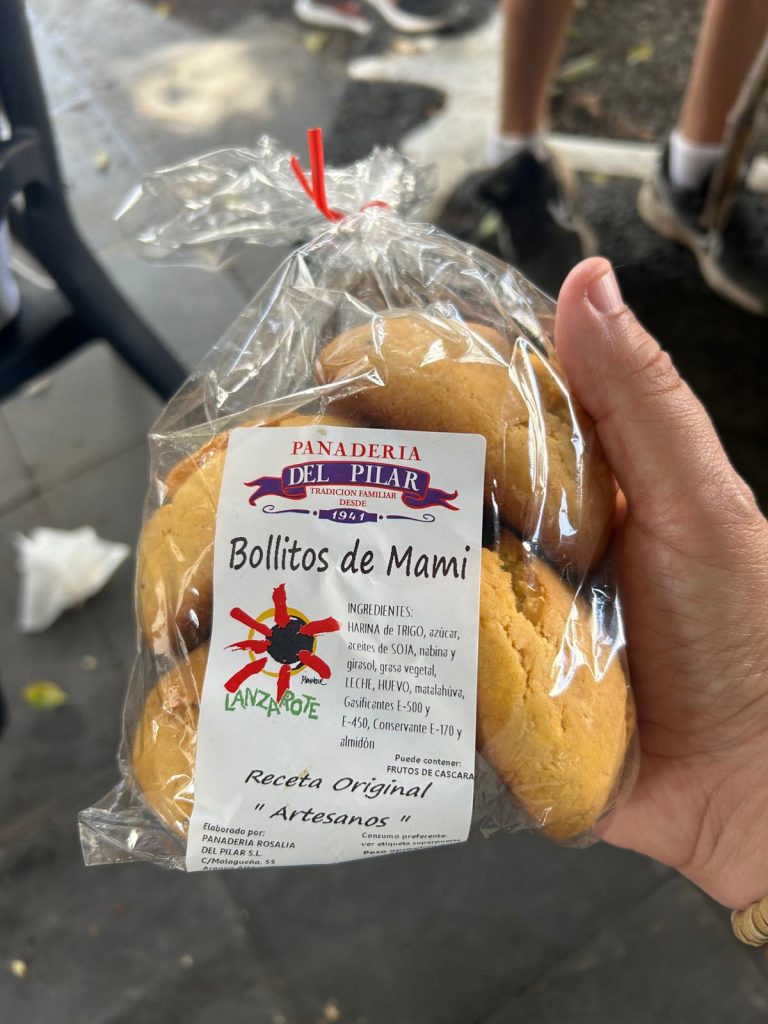 PANADERIA
DEL PILAR
TRADICION FAMILIAR
DESDE
1941
Bollitos de Mami
INGREDIENTES:
HARINA de TRIGO, azúcar,
aceites de SOJA, nabina y
girasol, grasa vegetal,
LECHE, HUEVO, matalahúva,
Gasificantes E-500 y
E-450, Conservante E-170 y
almidón
LANZAROTE
Puede contener:
FRUTOS DE CASCARA
Receta Original
" Artesanos "
Elaborado por:
PANADERIA ROSALIA
DEL PILAR S.L.
C/Malagueña, 55
Consumo preferente:
ver etiqueta superpuesta